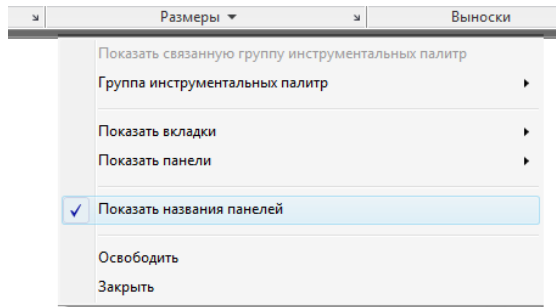 Размеры Выноски
Показать связанную группу инструментальных палитр
Группа инструментальных палитр
Показать вкладки
Показать панели
Показать названия панелей
Освободить
Закрыть